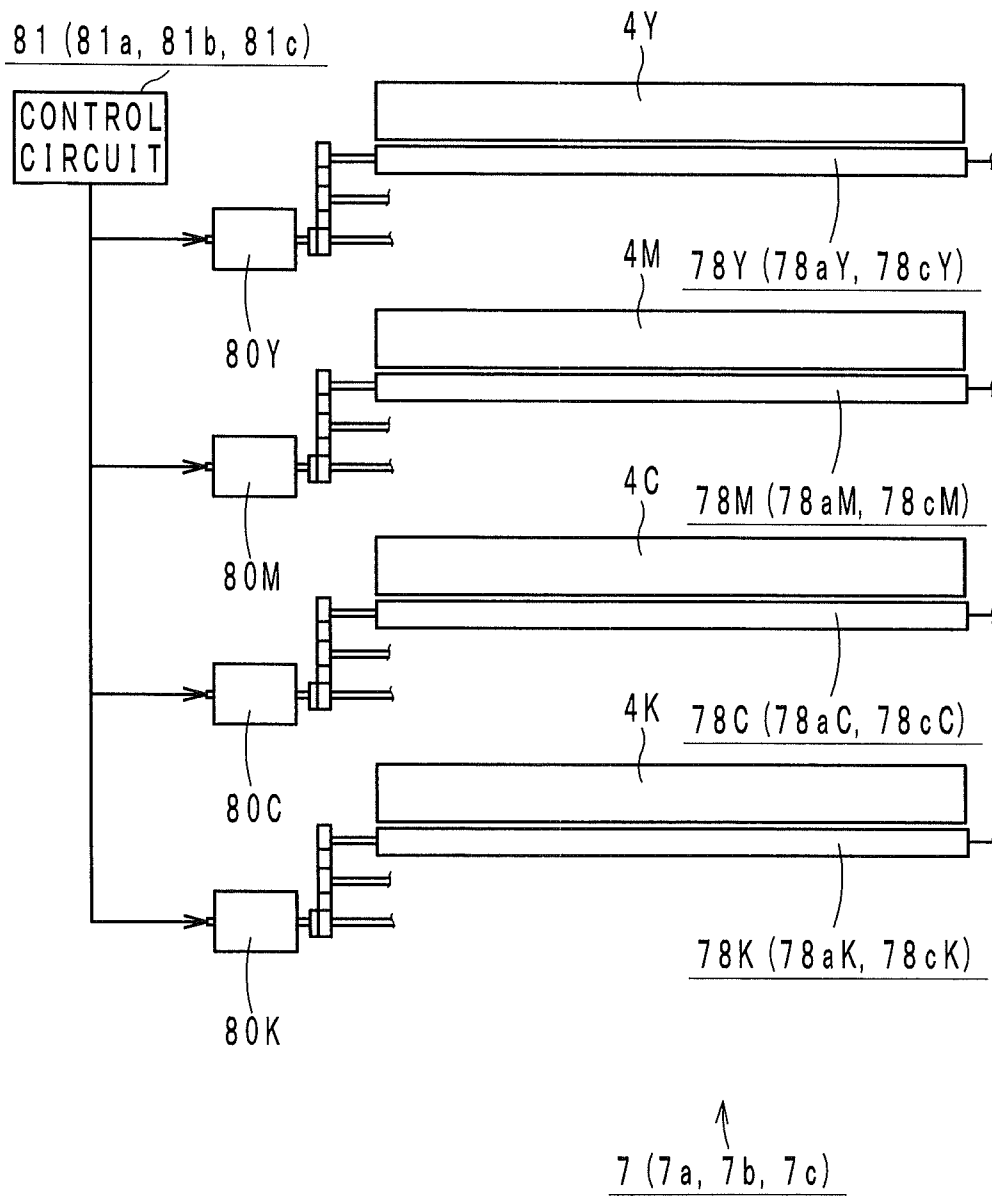 81 (81a, 81b, 81c)
4Y
CONTROL
CIRCUIT
78Y (78aY, 78cY)
4M
80Y
78M (78aM, 78cM)
4C
80M
78C (78aC, 78cC)
4K
80C
78K (78aK, 78cK)
80K
7 (7a, 7b, 7c)